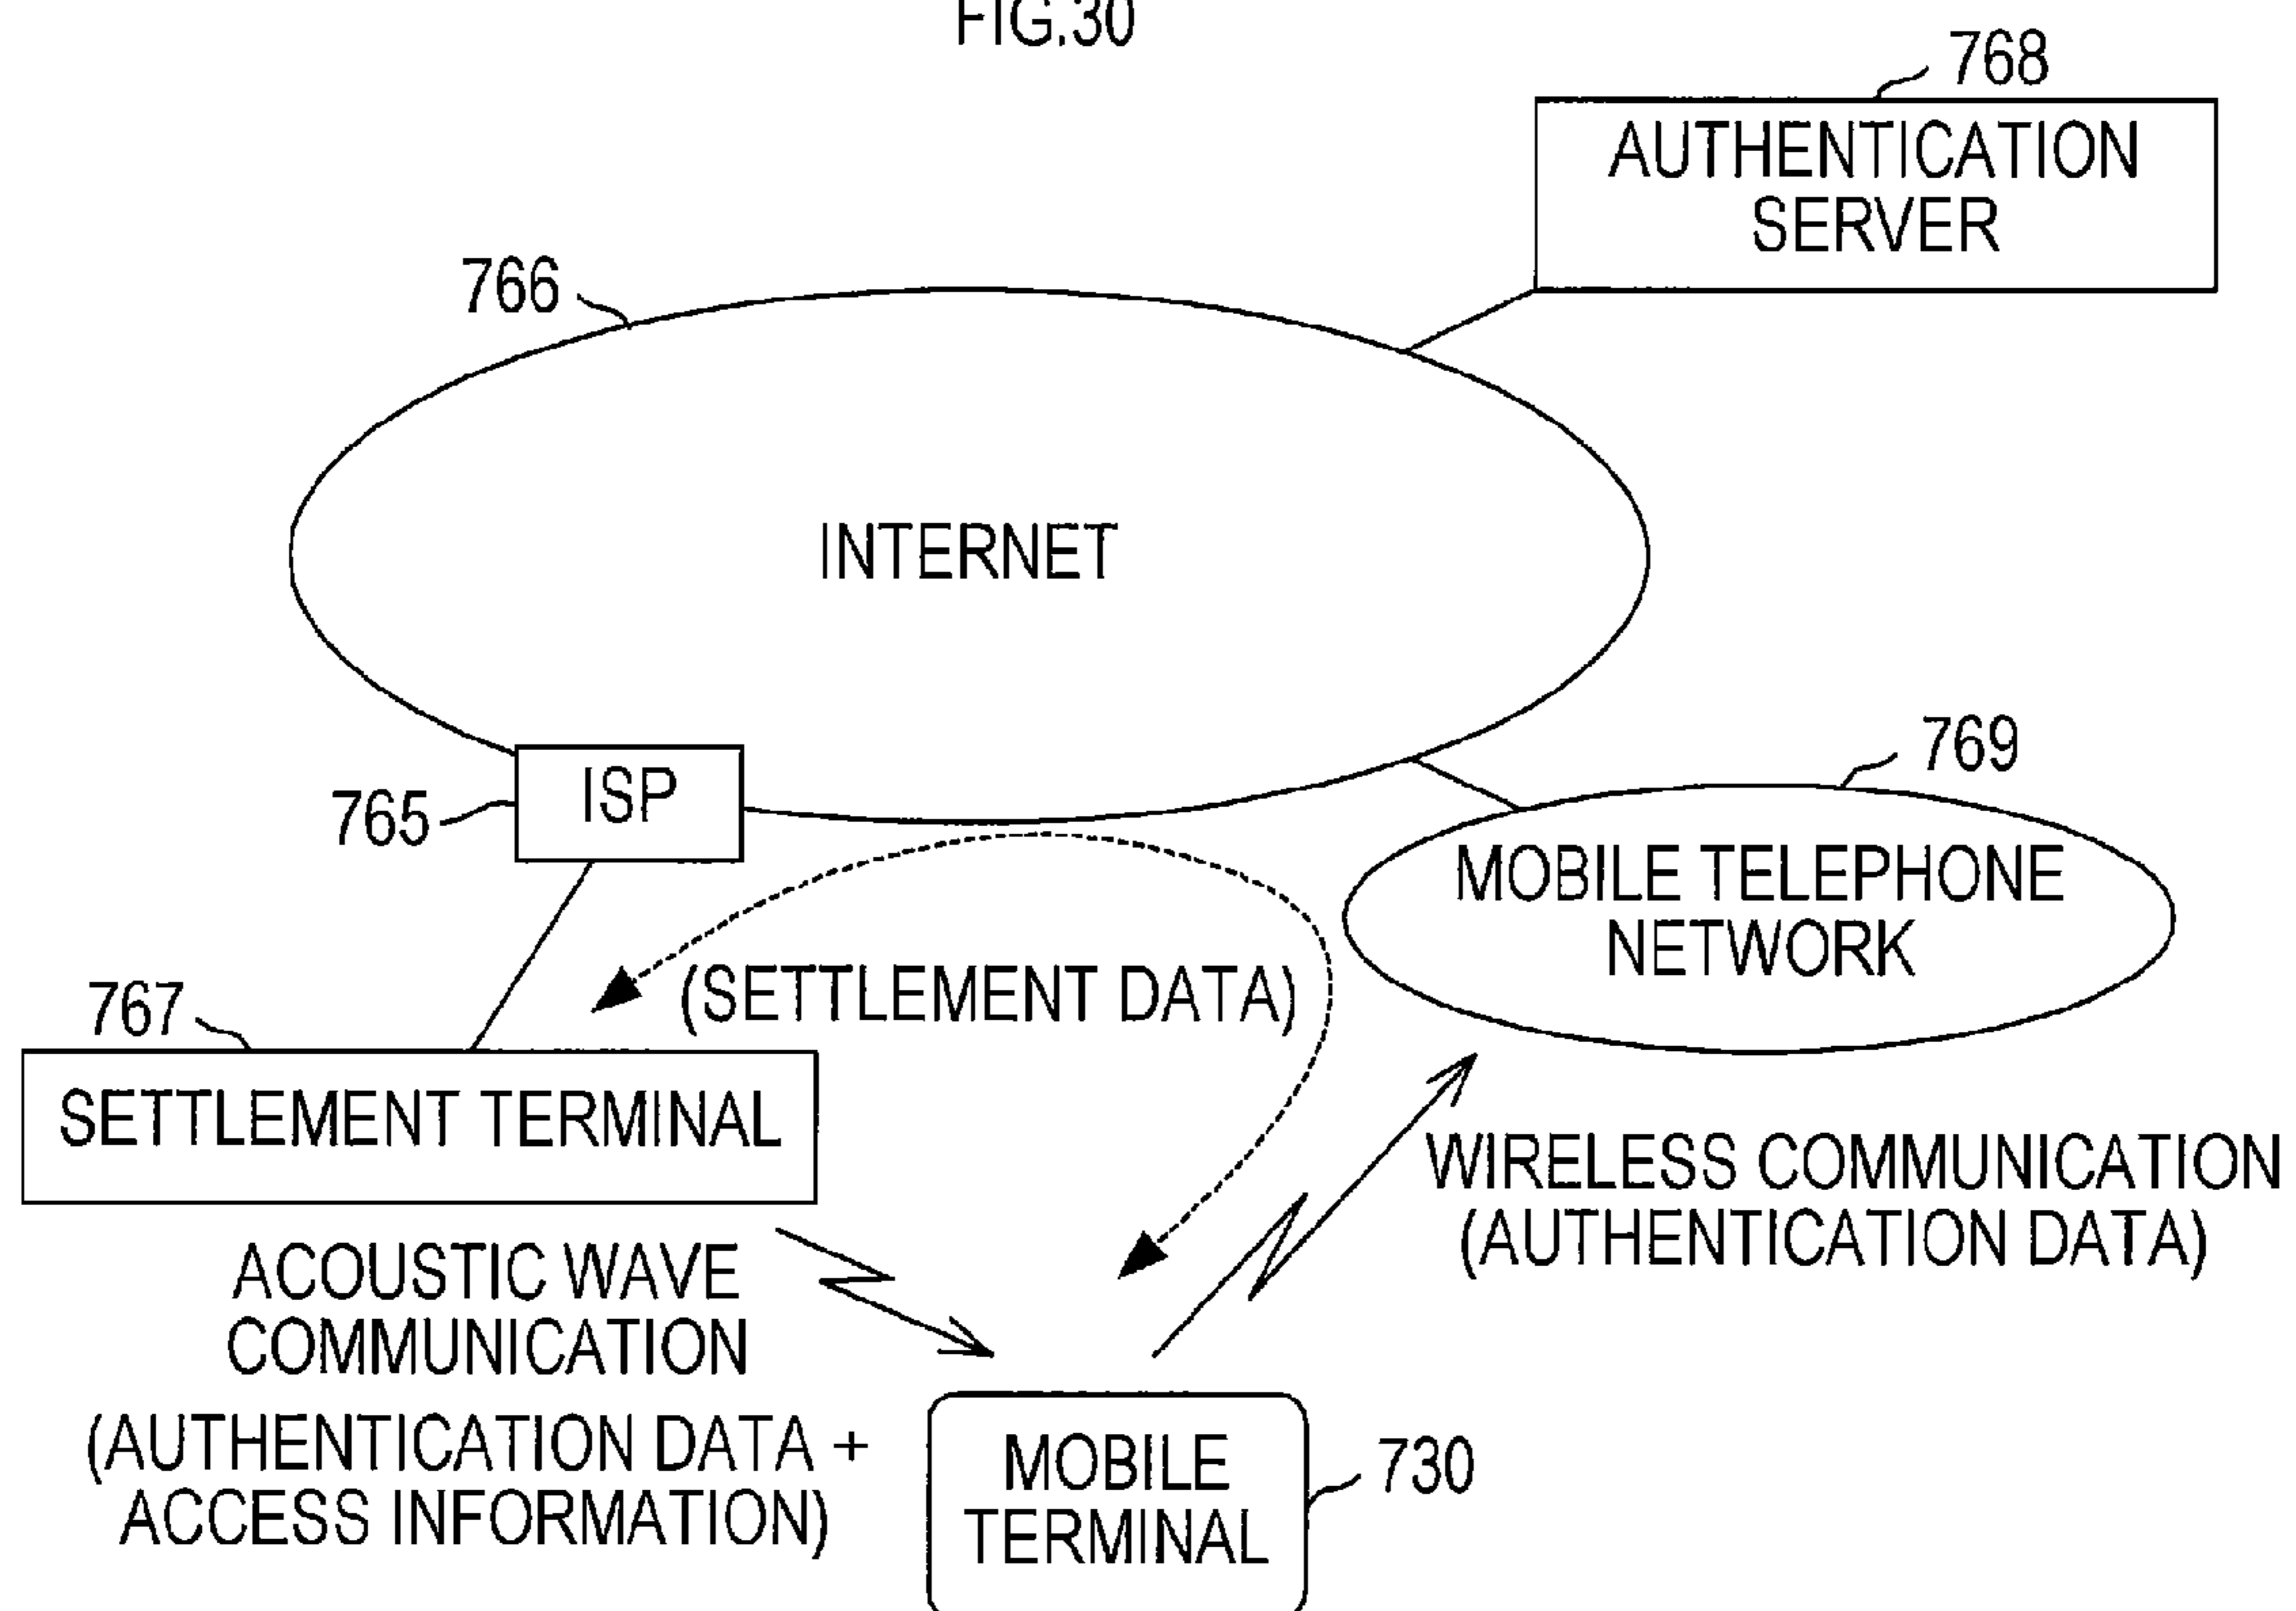 FIG.30
768
AUTHENTICATION
SERVER
766
INTERNET
769
ISP
765
MOBILE TELEPHONE
NETWORK
(SETTLEMENT DATA)
767
SETTLEMENT TERMINAL
WIRELESS COMMUNICATION
(AUTHENTICATION DATA)
ACOUSTIC WAVE
COMMUNICATION
(AUTHENTICATION DATA +
ACCESS INFORMATION)
MOBILE
TERMINAL
730